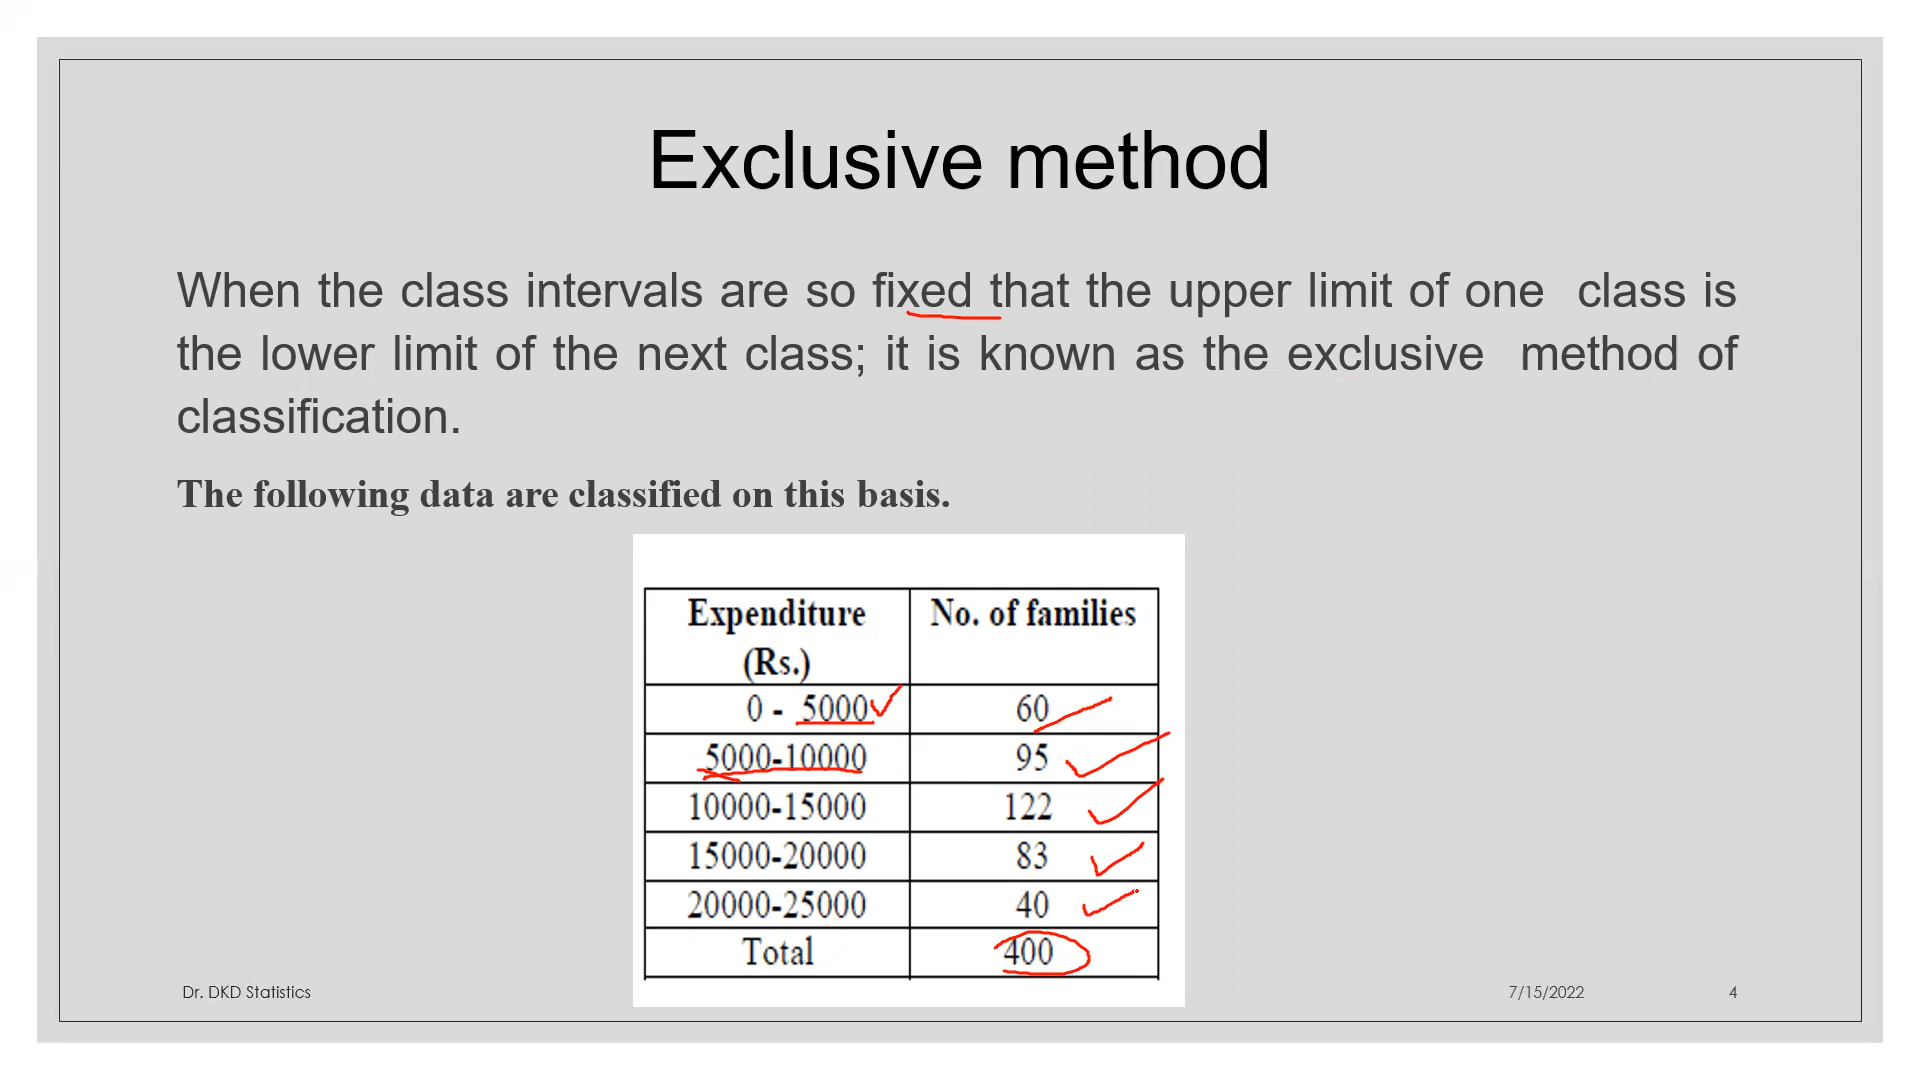 Exclusive method
When the class intervals are so fixed that the upper limit of one class is
the lower limit of the next class; it is known as the exclusive method of
classification.
The following data are classified on this basis.
Expenditure No. of families
(Rs.)
0 - 5000 60
5000-10000 95
10000-15000 122
15000-20000 83
20000-25000 40
Total 400
Dr. DKD Statistics 7/15/2022 4